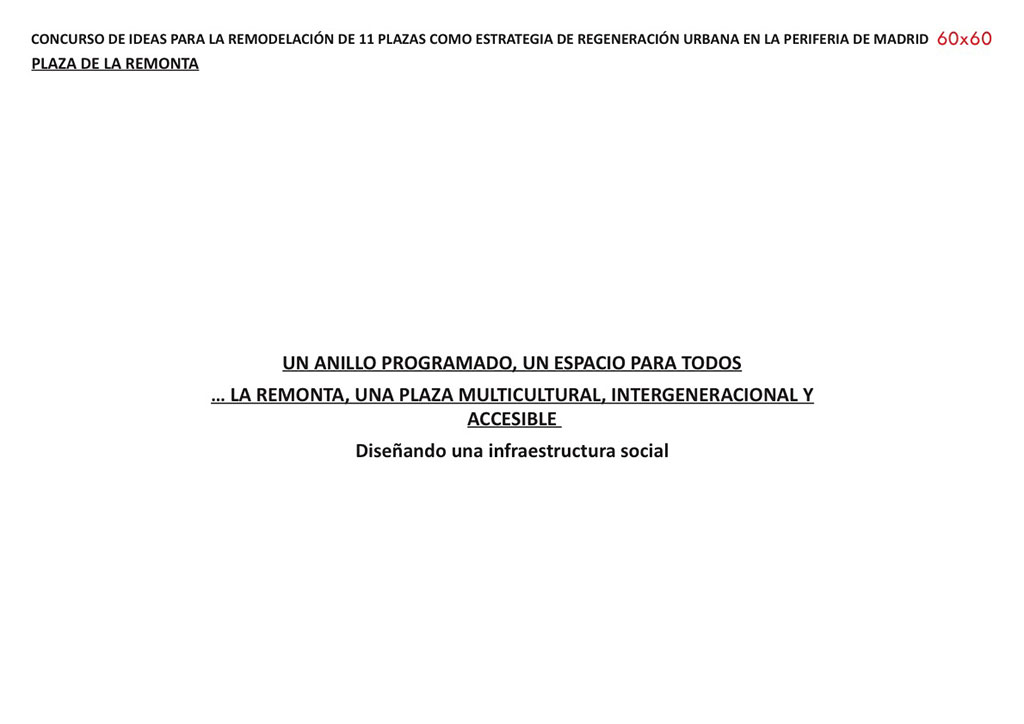 CONCURSO DE IDEAS PARA LA REMODELACIÓN DE 11 PLAZAS COMO ESTRATEGIA DE REGENERACIÓN URBANA EN LA PERIFERIA DE MADRID 60x60
PLAZA DE LA REMONTA
UN ANILLO PROGRAMADO, UN ESPACIO PARA TODOS
... LA REMONTA, UNA PLAZA MULTICULTURAL, INTERGENERACIONAL Y
ACCESIBLE
Diseñando una infraestructura social